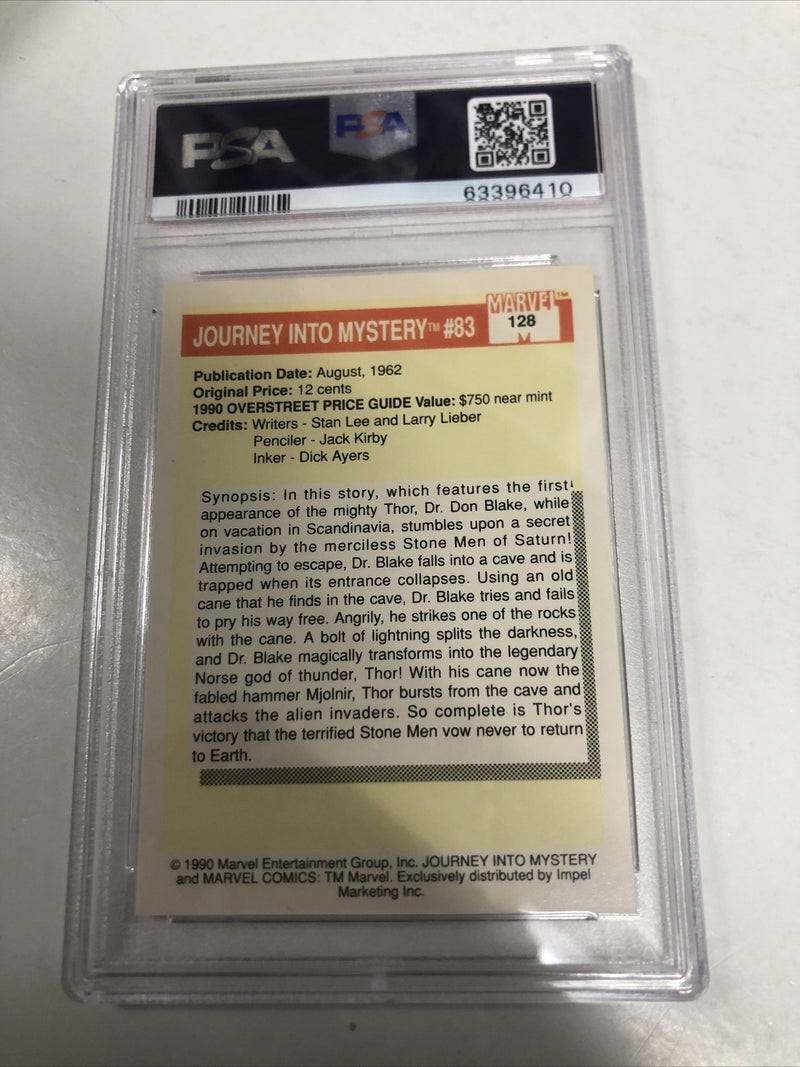 PSA
PSA
63396410
MARVEL™
JOURNEY INTO MYSTERY™ #83
128
Publication Date: August, 1962
Original Price: 12 cents
1990 OVERSTREET PRICE GUIDE Value: $750 near mint
Credits: Writers - Stan Lee and Larry Lieber
Penciler - Jack Kirby
Inker - Dick Ayers
Synopsis: In this story, which features the first
appearance of the mighty Thor, Dr. Don Blake, while
on vacation in Scandinavia, stumbles upon a secret
invasion by the merciless Stone Men of Saturn!
Attempting to escape, Dr. Blake falls into a cave and is
trapped when its entrance collapses. Using an old
cane that he finds in the cave, Dr. Blake tries and fails
to pry his way free. Angrily, he strikes one of the rocks
with the cane. A bolt of lightning splits the darkness,
and Dr. Blake magically transforms into the legendary
Norse god of thunder, Thor! With his cane now the
fabled hammer Mjolnir, Thor bursts from the cave and
attacks the alien invaders. So complete is Thor's
victory that the terrified Stone Men vow never to return
to Earth.
© 1990 Marvel Entertainment Group, Inc. JOURNEY INTO MYSTERY
and MARVEL COMICS: TM Marvel. Exclusively distributed by Impel
Marketing Inc.